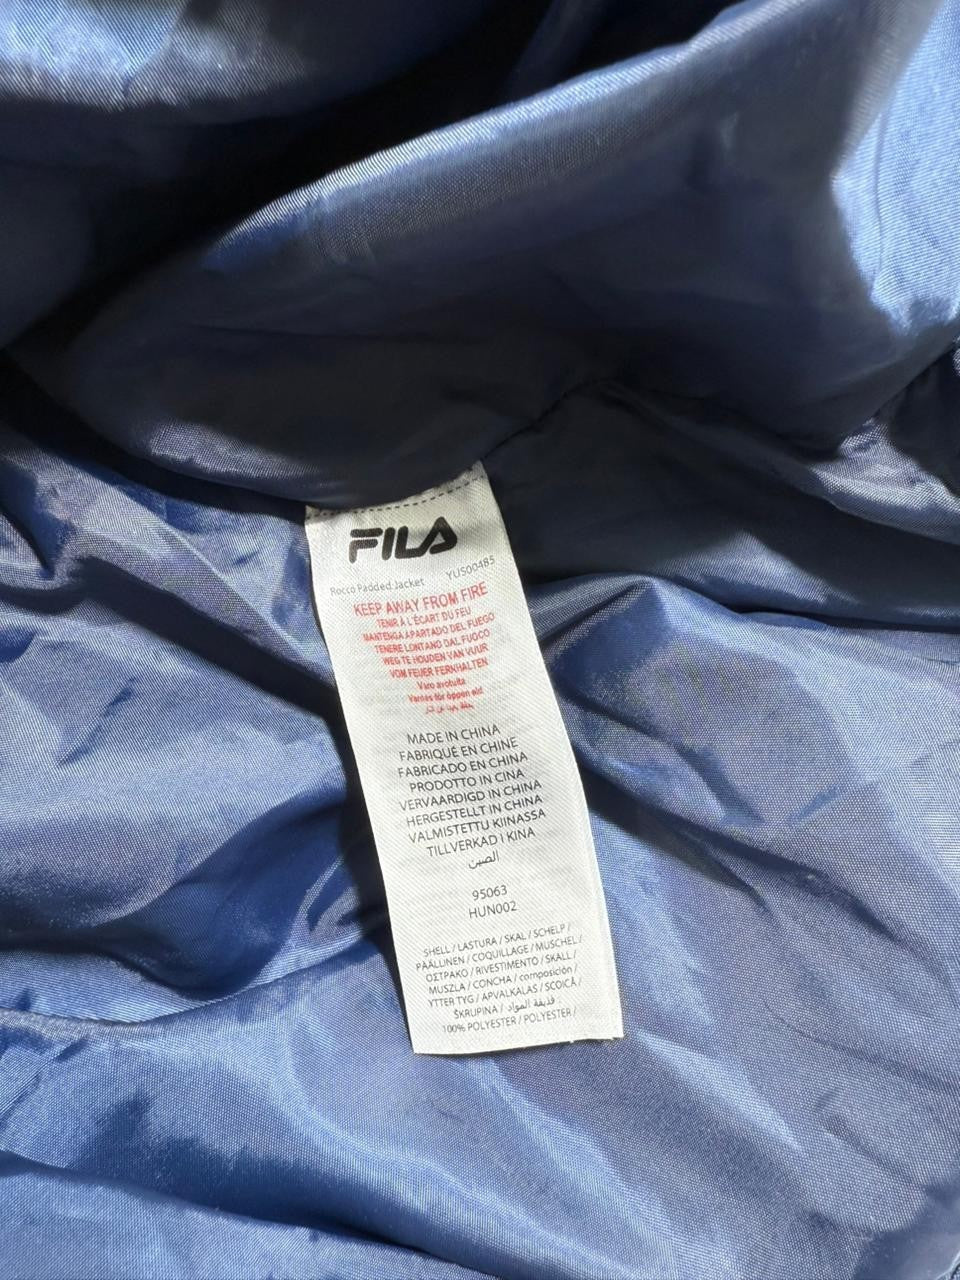 FILA
Rocco Padded Jacket YUS00485
KEEP AWAY FROM FIRE
TENIR À L'ÉCART DU FEU
MANTENGA APARTADO DEL FUEGO
TENERE LONTANO DAL FUOCO
WEG TE HOUDEN VAN VUUR
VOM FEUER FERNHALTEN
Varo avotulta
Varnas för öppen eld
MADE IN CHINA
FABRIQUÉ EN CHINE
FABRICADO EN CHINA
PRODOTTO IN CINA
VERVAARDIGD IN CHINA
HERGESTELLT IN CHINA
VALMISTETTU KIINASSA
TILLVERKAD I KINA
الصين
95063
HUN002
SHELL / LASTURA / SKAL / SCHELP /
PÄÄLLINEN / COQUILLAGE / MUSCHEL /
ΟΣΤΡΑΚΟ / RIVESTIMENTO / SKALL /
MUSZLA / CONCHA / composición /
YTTER TYG / APVALKALAS / SCOICĂ /
ŠKRUPINA / قذيفة المواد :
100% POLYESTER / POLYESTER /